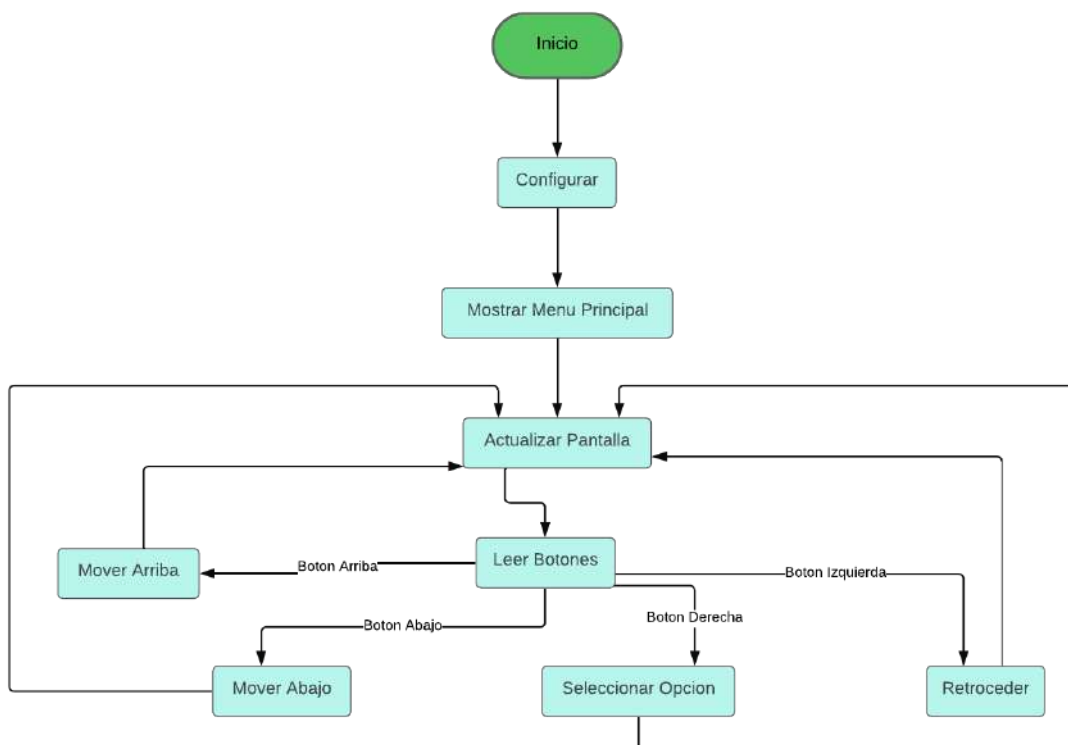 Inicio
Configurar
Mostrar Menu Principal
Actualizar Pantalla
Leer Botones
Mover Arriba
Boton Arriba
Boton Izquierda
Boton Abajo
Boton Derecha
Mover Abajo
Seleccionar Opcion
Retroceder